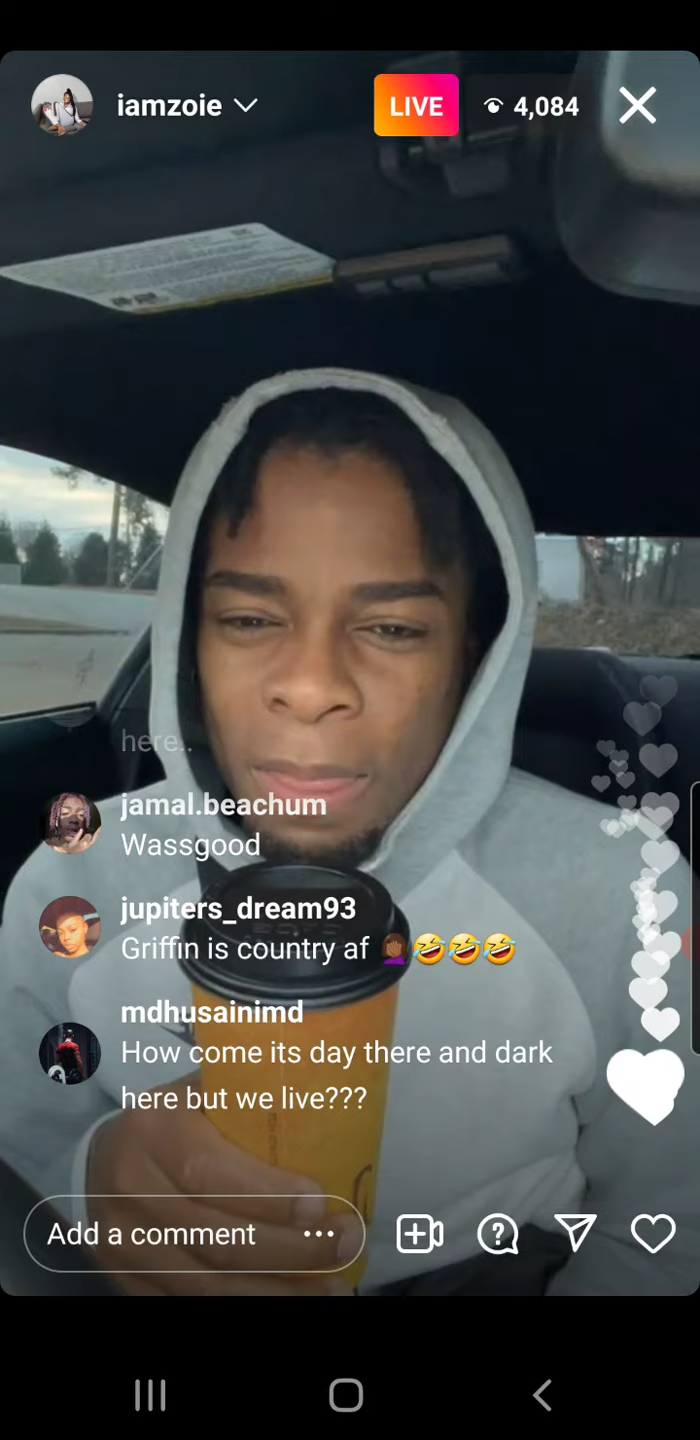 iamzoie
LIVE
4,084
here..
jamal.beachum
Wassgood
jupiters_dream93
Griffin is country af 🤦🏾‍♀️🤣🤣🤣
mdhusainimd
How come its day there and dark
here but we live???
Add a comment